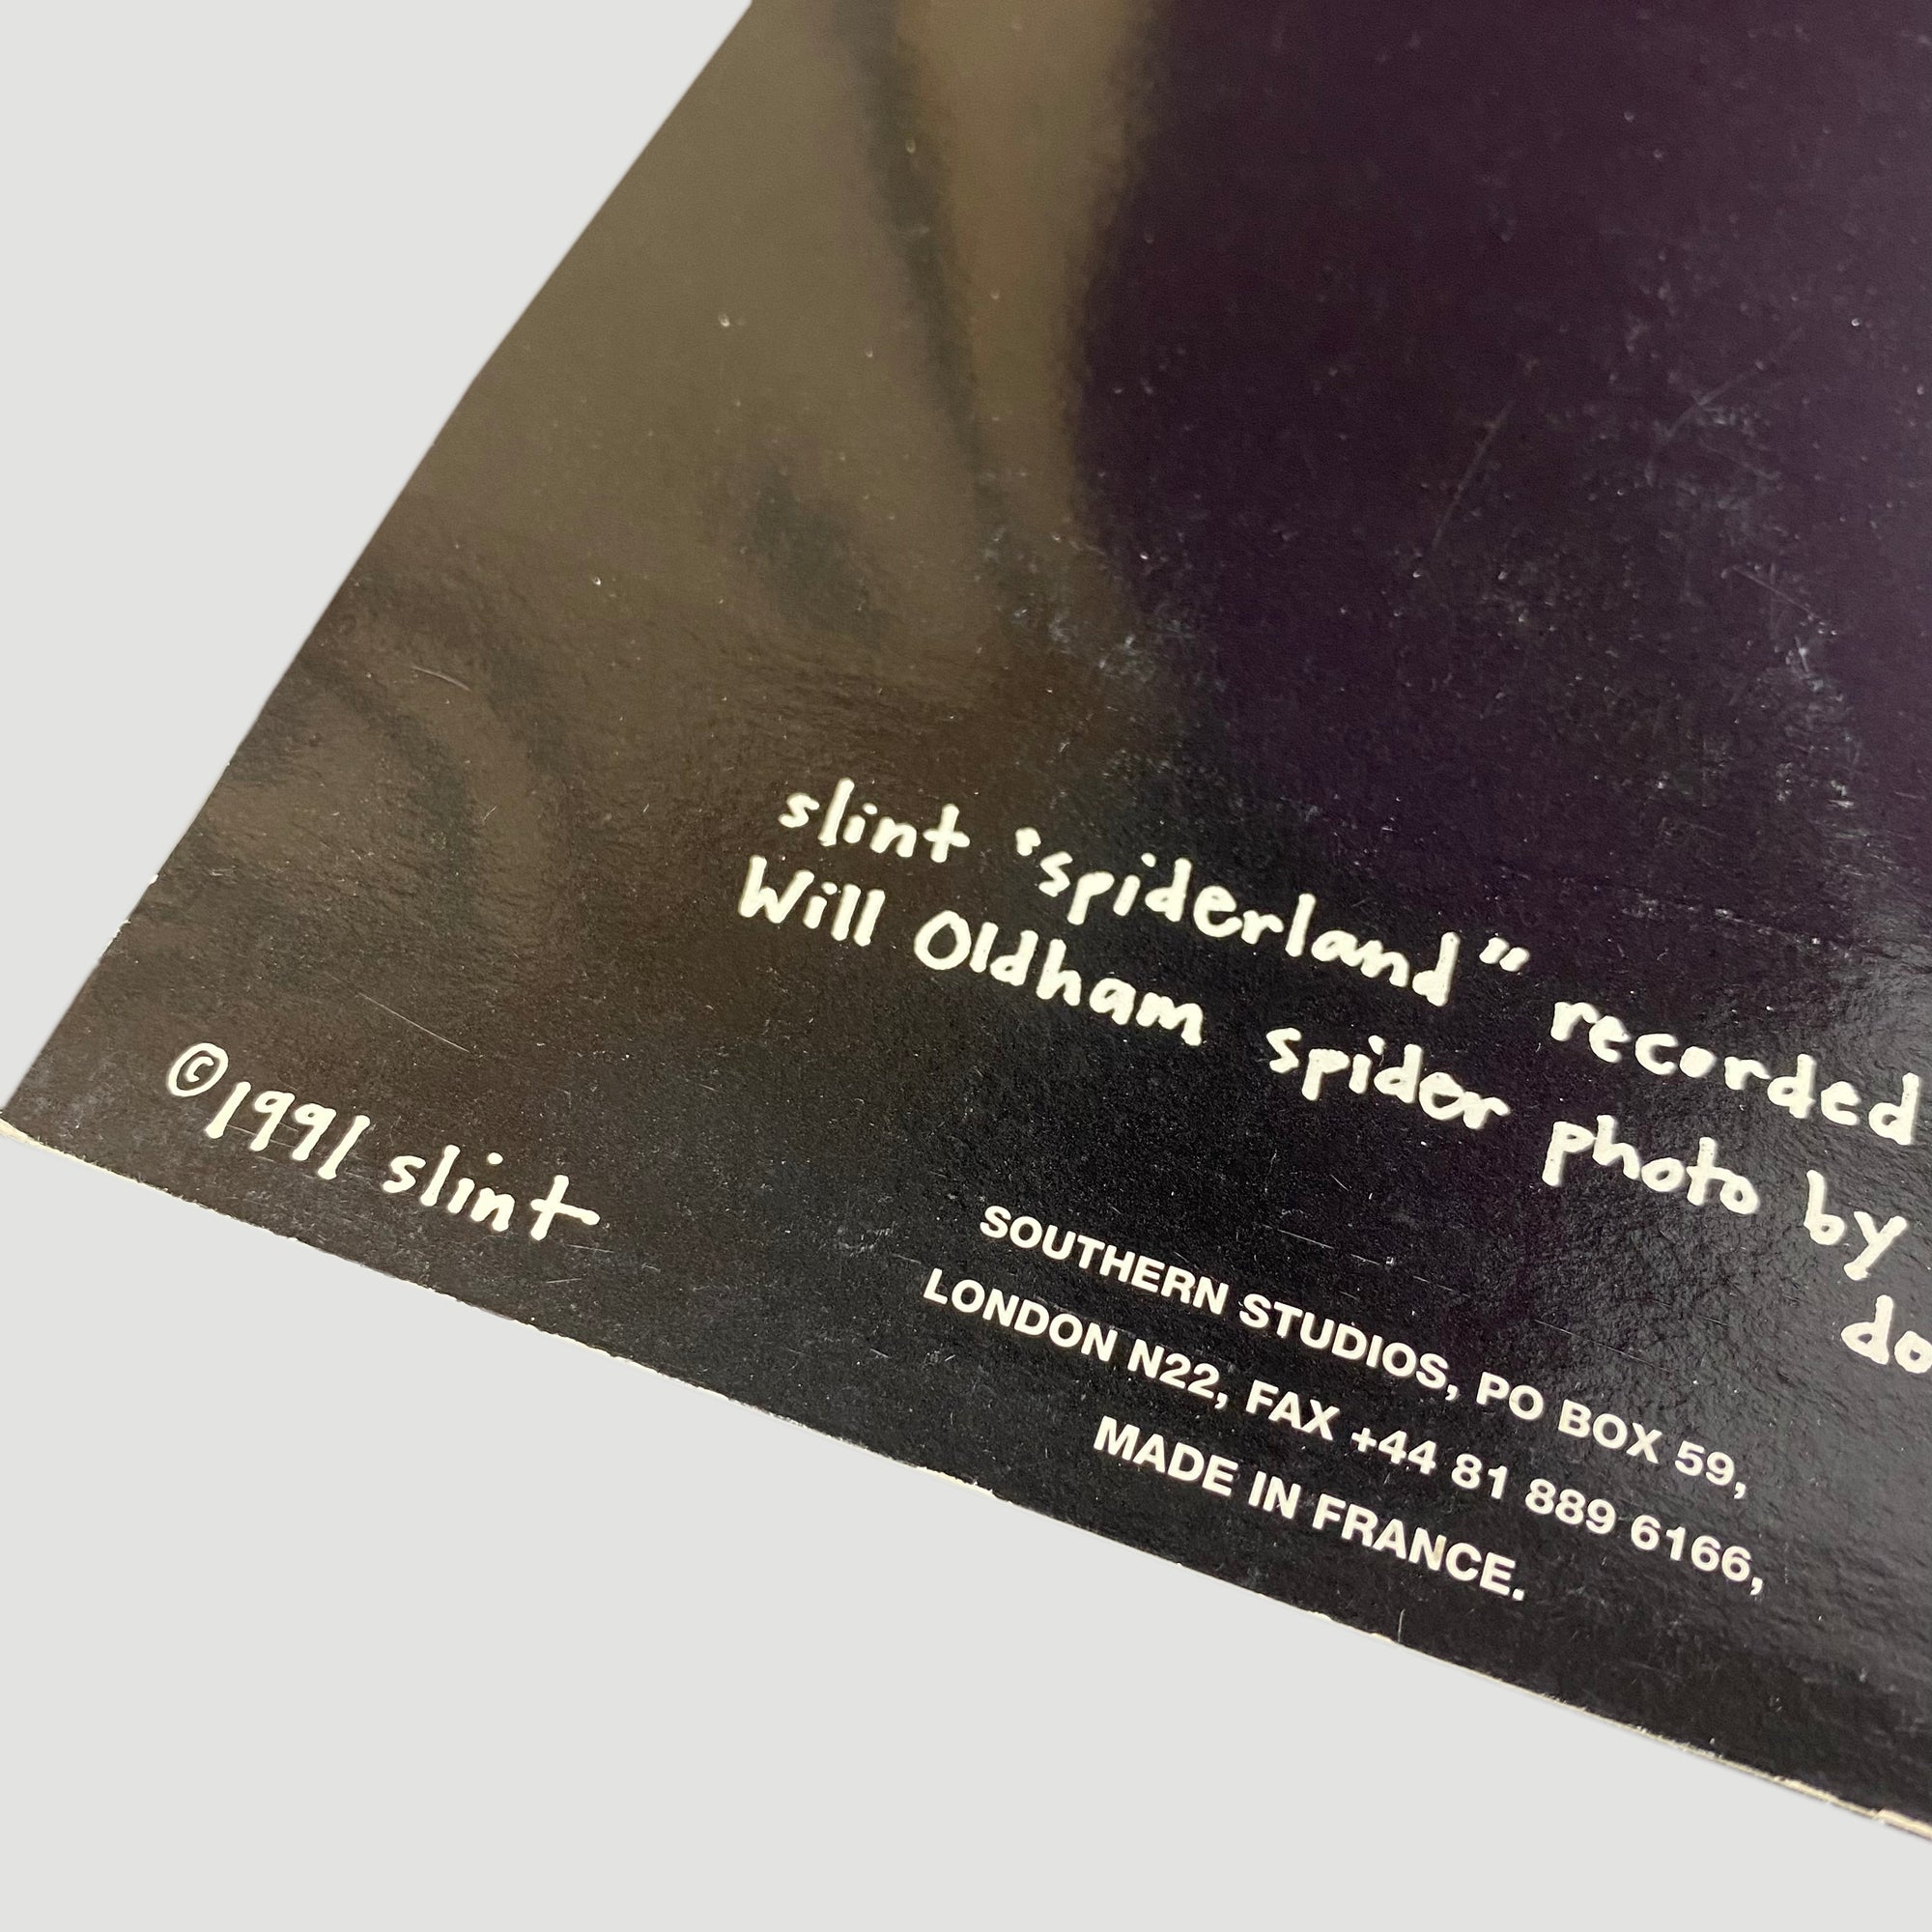 slint "spiderland" recorded
Will Oldham spider photo by
© 1991 slint
SOUTHERN STUDIOS, PO BOX 59,
LONDON N22, FAX +44 81 889 6166,
MADE IN FRANCE.